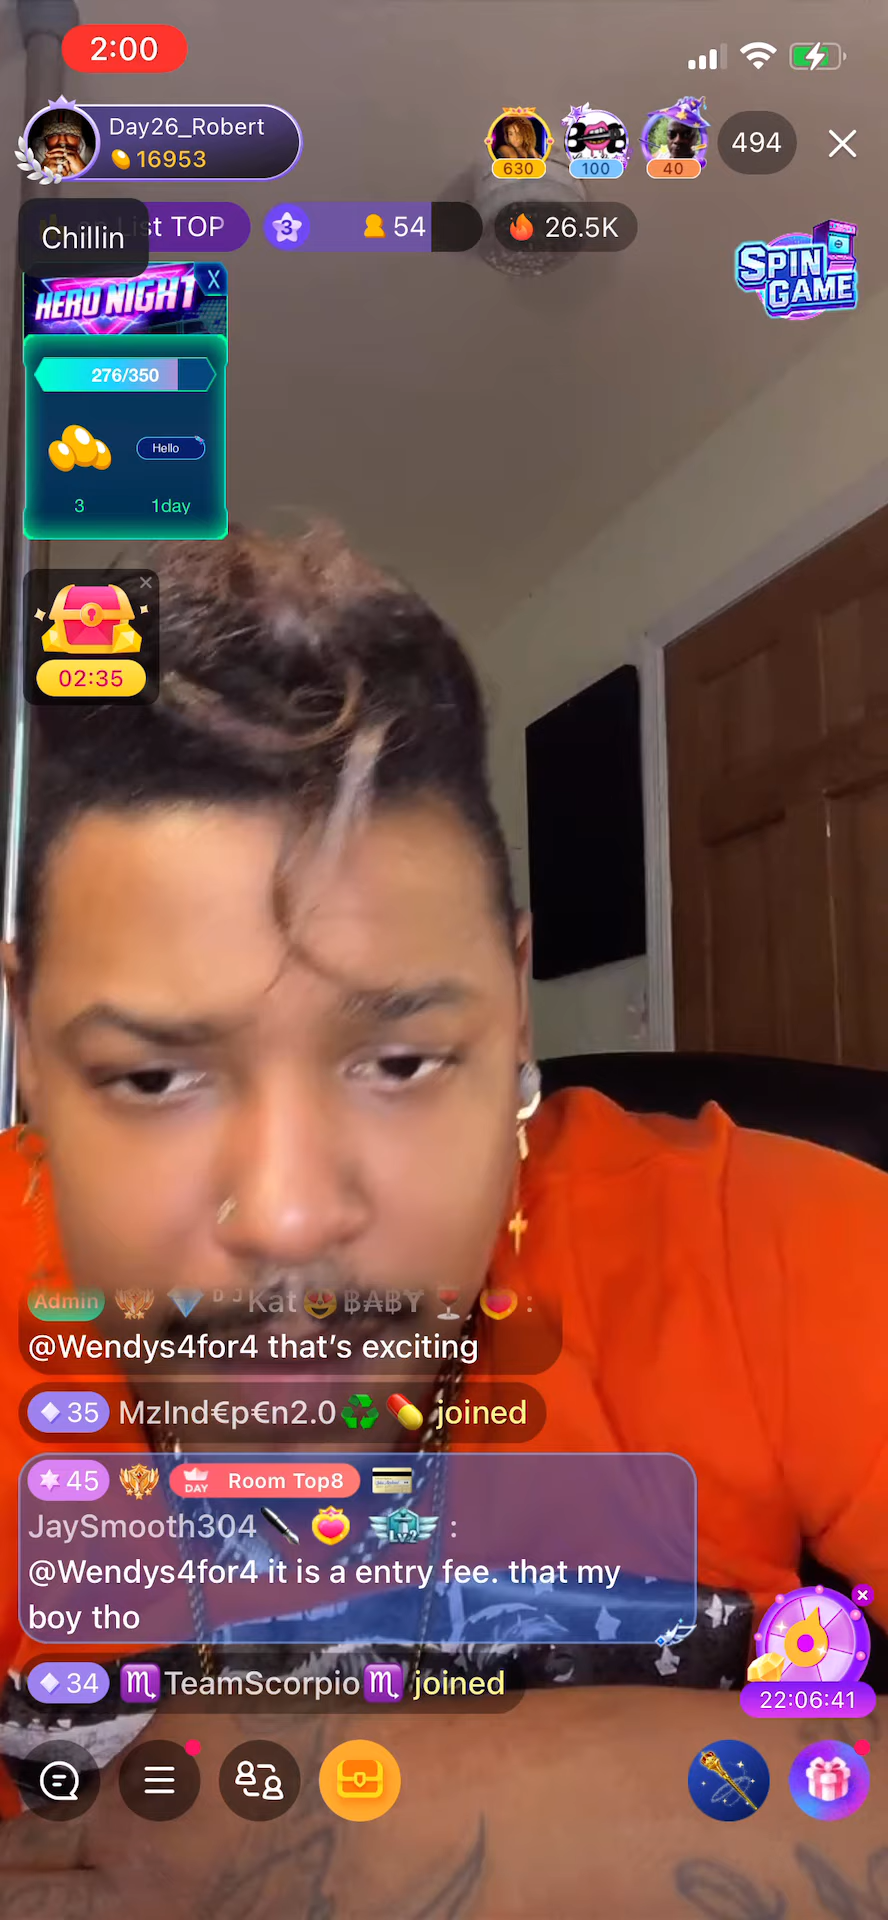 2:00
Day26_Robert
16953
630
100
40
494
Chillin
st TOP
3
54
26.5K
SPIN
GAME
HERO NIGHT
X
276/350
Hello
3
1day
02:35
Admin ᴰ ᴶ Kat😍฿₳฿Ɏ🍷 :
@Wendys4for4 that's exciting
35 MzInd€p€n2.0♻️💊 joined
45 DAY Room Top8
JaySmooth304 Lv2 :
@Wendys4for4 it is a entry fee. that my
boy tho
34 ♏TeamScorpio♏ joined
22:06:41